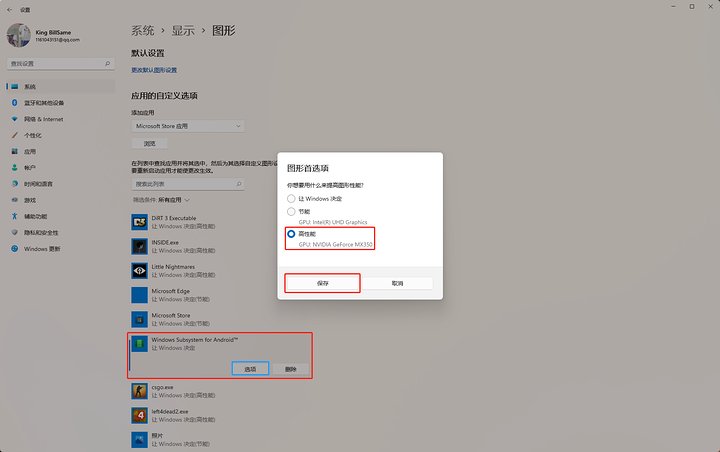 设置
King BillSame
1161043131@qq.com
查找设置
系统
蓝牙和其他设备
网络 & Internet
个性化
应用
帐户
时间和语言
游戏
辅助功能
隐私和安全性
Windows 更新
系统 › 显示 › 图形
默认设置
更改默认图形设置
应用的自定义选项
添加应用
Microsoft Store 应用
浏览
在列表中查找应用并将其选中，然后为其选择自定义图形设
要重新启动应用才能使更改生效。
搜索此列表
筛选条件: 所有应用
DiRT 3 Executable
让 Windows 决定(高性能)
INSIDE.exe
让 Windows 决定(高性能)
Little Nightmares
让 Windows 决定(高性能)
Microsoft Edge
让 Windows 决定(节能)
Microsoft Store
让 Windows 决定(节能)
Windows Subsystem for Android™
让 Windows 决定
选项
删除
csgo.exe
让 Windows 决定(高性能)
left4dead2.exe
让 Windows 决定(高性能)
照片
让 Windows 决定(节能)
图形首选项
你想要用什么来提高图形性能?
让 Windows 决定
节能
GPU: Intel(R) UHD Graphics
高性能
GPU: NVIDIA GeForce MX350
保存
取消